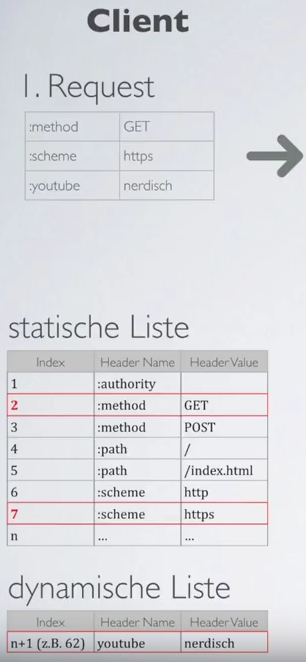 Client
1. Request
:method GET
:scheme https
:youtube nerdisch
statische Liste
Index Header Name Header Value
1 :authority
2 :method GET
3 :method POST
4 :path /
5 :path /index.html
6 :scheme http
7 :scheme https
n ... ...
dynamische Liste
Index Header Name Header Value
n+1 (z.B. 62) youtube nerdisch